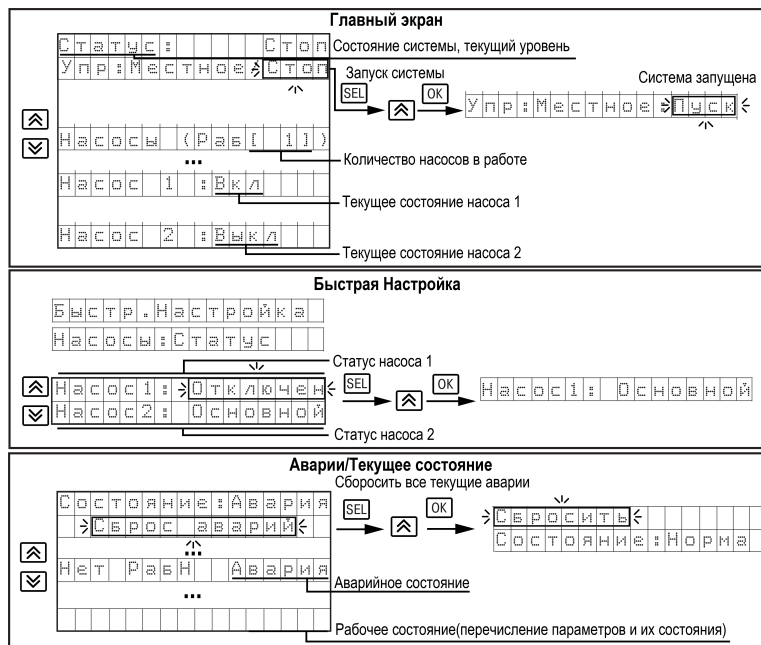 Главный экран
Статус: Стоп
Состояние системы, текущий уровень
Упр:Местное Стоп
Запуск системы
SEL
OK
Система запущена
Упр:Местное:Пуск
Насосы (Раб[ 1])
Количество насосов в работе
...
Насос 1 :Вкл
Текущее состояние насоса 1
Насос 2 :Выкл
Текущее состояние насоса 2
Быстрая Настройка
Быстр.Настройка
Насосы:Статус
Статус насоса 1
Насос1: Отключен
SEL
OK
Насос1: Основной
Насос2: Основной
Статус насоса 2
Аварии/Текущее состояние
Сборосить все текущие аварии
Состояние:Авария
SEL
OK
Сбросить
Сброс аварий
Состояние:Норма
...
Нет РабН Авария
Аварийное состояние
...
Рабочее состояние(перечисление параметров и их состояния)